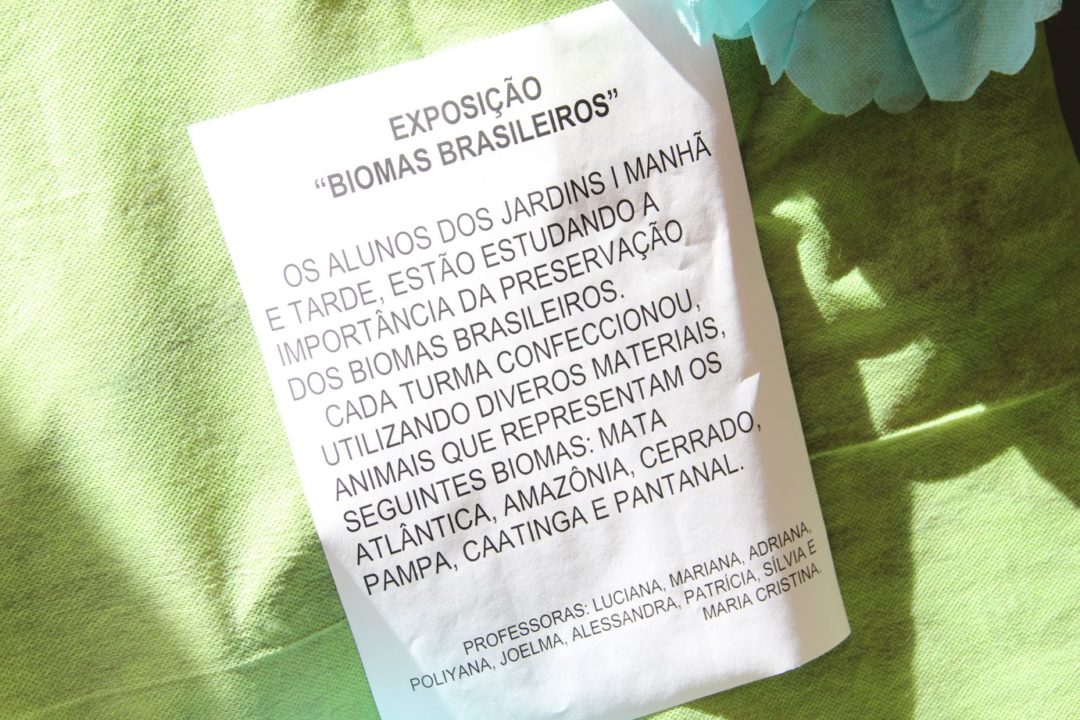 EXPOSIÇÃO
“BIOMAS BRASILEIROS”
OS ALUNOS DOS JARDINS I MANHÃ
E TARDE, ESTÃO ESTUDANDO A
IMPORTÂNCIA DA PRESERVAÇÃO
DOS BIOMAS BRASILEIROS.
CADA TURMA CONFECCIONOU,
UTILIZANDO DIVEROS MATERIAIS,
ANIMAIS QUE REPRESENTAM OS
SEGUINTES BIOMAS: MATA
ATLÂNTICA, AMAZÔNIA, CERRADO,
PAMPA, CAATINGA E PANTANAL.
PROFESSORAS: LUCIANA, MARIANA, ADRIANA,
POLIYANA, JOELMA, ALESSANDRA, PATRÍCIA, SÍLVIA E
MARIA CRISTINA.